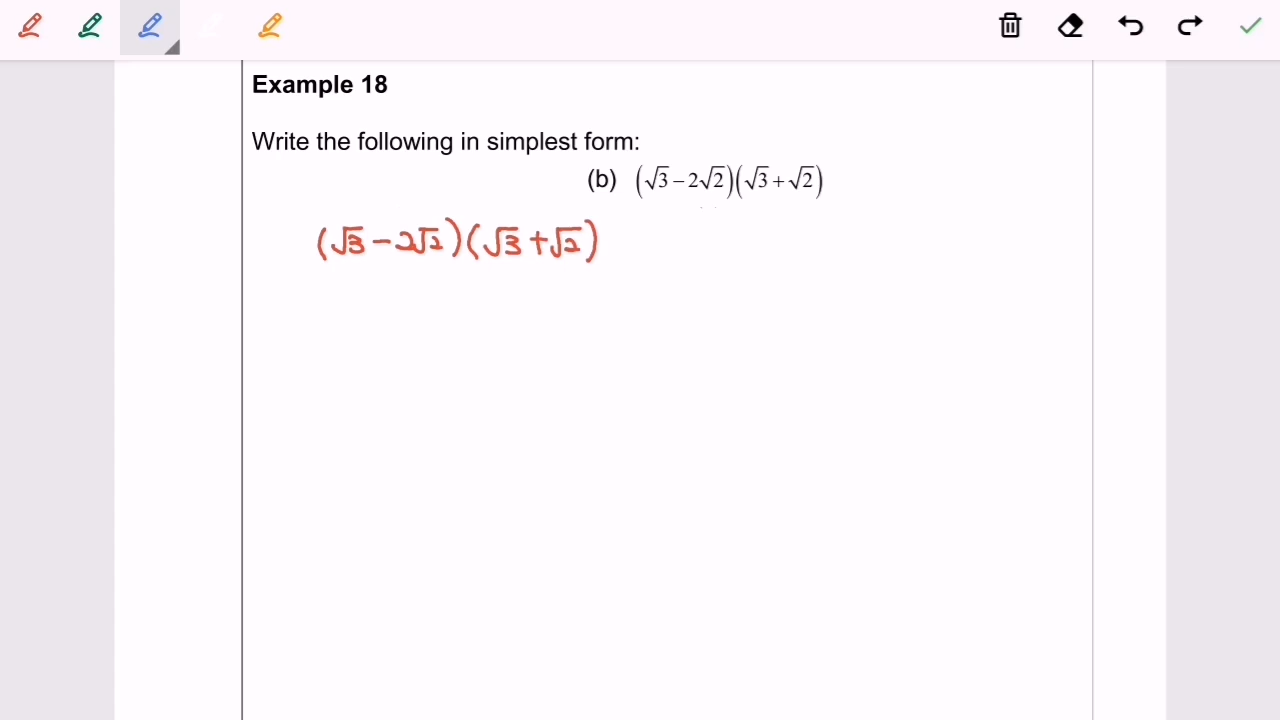 Example 18
Write the following in simplest form:
(b) (√3 − 2√2)(√3 + √2)
(√3 − 2√2)(√3 + √2)